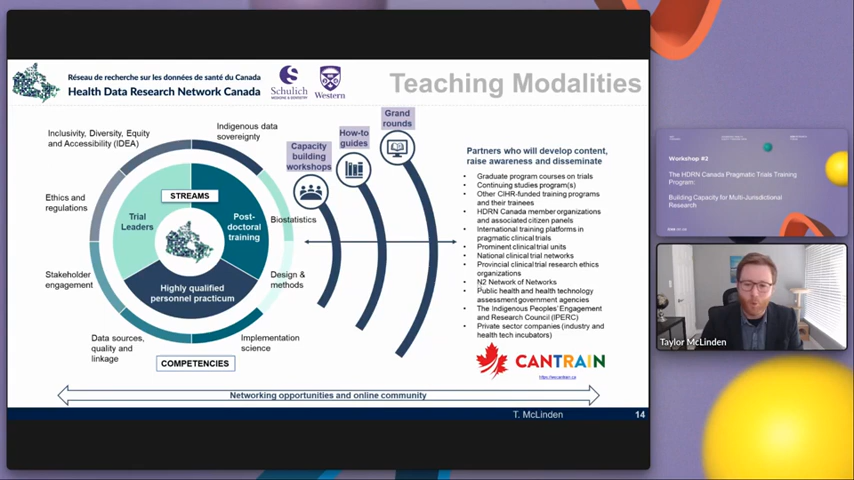 Réseau de recherche sur les données de santé du Canada
Health Data Research Network Canada
Schulich
MEDICINE & DENTISTRY
Western
Teaching Modalities
Inclusivity, Diversity, Equity
and Accessibility (IDEA)
Indigenous data
sovereignty
Ethics and
regulations
Stakeholder
engagement
Data sources,
quality and
linkage
Biostatistics
Design &
methods
Implementation
science
STREAMS
Trial
Leaders
Post-
doctoral
training
Highly qualified
personnel practicum
COMPETENCIES
Capacity
building
workshops
How-to
guides
Grand
rounds
Partners who will develop content,
raise awareness and disseminate
• Graduate program courses on trials
• Continuing studies program(s)
• Other CIHR-funded training programs
and their trainees
• HDRN Canada member organizations
and associated citizen panels
• International training platforms in
pragmatic clinical trials
• Prominent clinical trial units
• National clinical trial networks
• Provincial clinical trial research ethics
organizations
• N2 Network of Networks
• Public health and health technology
assessment government agencies
• The Indigenous Peoples' Engagement
and Research Council (IPERC)
• Private sector companies (industry and
health tech incubators)
CANTRAIN
Networking opportunities and online community
T. McLinden
14
Workshop #2
The HDRN Canada Pragmatic Trials Training
Program:
Building Capacity for Multi-Jurisdictional
Research
Taylor McLinden